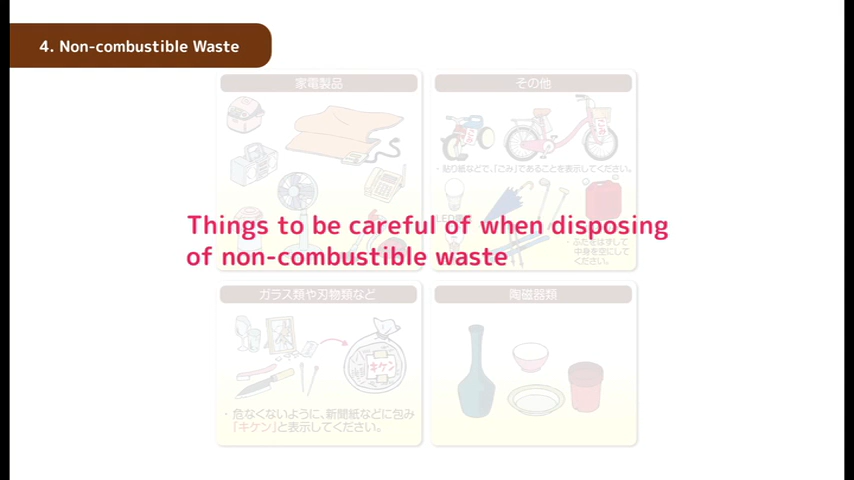 4. Non-combustible Waste
家電製品
その他
・貼り紙などで、「ごみ」であることを表示してください。
LED電
Things to be careful of when disposing
of non-combustible waste
・ふたをはずして
中身を空にして
ください。
ガラス類や刃物類など
陶磁器類
キケン
・危なくないように、新聞紙などに包み
「キケン」と表示してください。